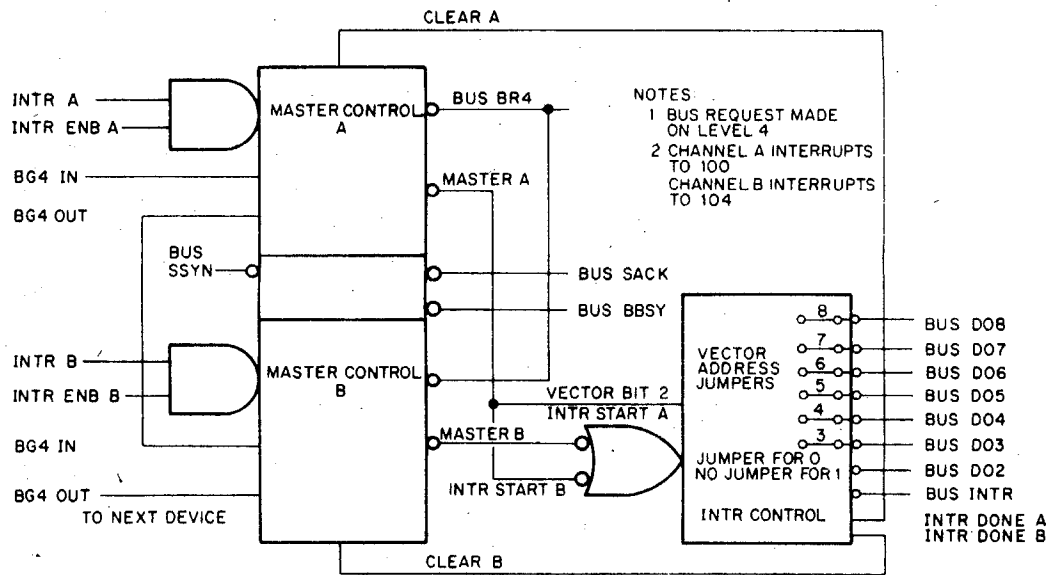 CLEAR A
INTR A
INTR ENB A
BG4 IN
BG4 OUT
MASTER CONTROL
A
BUS BR4
MASTER A
NOTES:
1 BUS REQUEST MADE
ON LEVEL 4
2 CHANNEL A INTERRUPTS
TO 100
CHANNEL B INTERRUPTS
TO 104
BUS
SSYN
BUS SACK
BUS BBSY
INTR B
INTR ENB B
BG4 IN
BG4 OUT
TO NEXT DEVICE
MASTER CONTROL
B
VECTOR BIT 2
INTR START A
MASTER B
INTR START B
VECTOR
ADDRESS
JUMPERS
8
7
6
5
4
3
JUMPER FOR 0
NO JUMPER FOR 1
INTR CONTROL
BUS D08
BUS D07
BUS D06
BUS D05
BUS D04
BUS D03
BUS D02
BUS INTR
INTR DONE A
INTR DONE B
CLEAR B